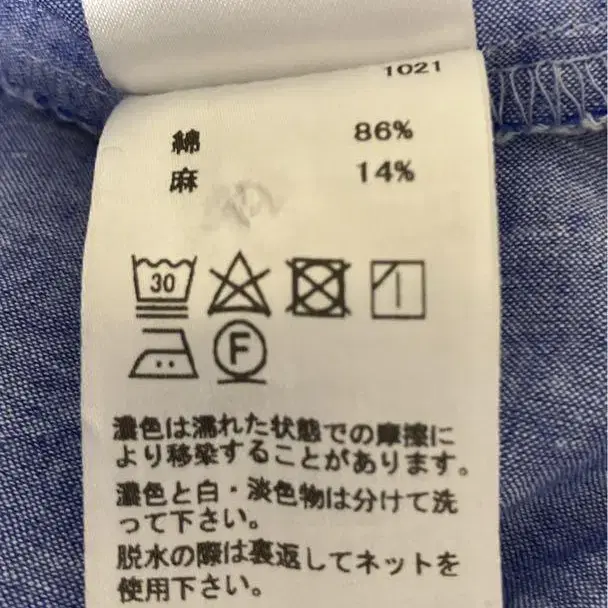 1021
綿 86%
麻 14%
30
F
濃色は濡れた状態での摩擦に
より移染することがあります。
濃色と白・淡色物は分けて洗
って下さい。
脱水の際は裏返してネットを
使用下さい。